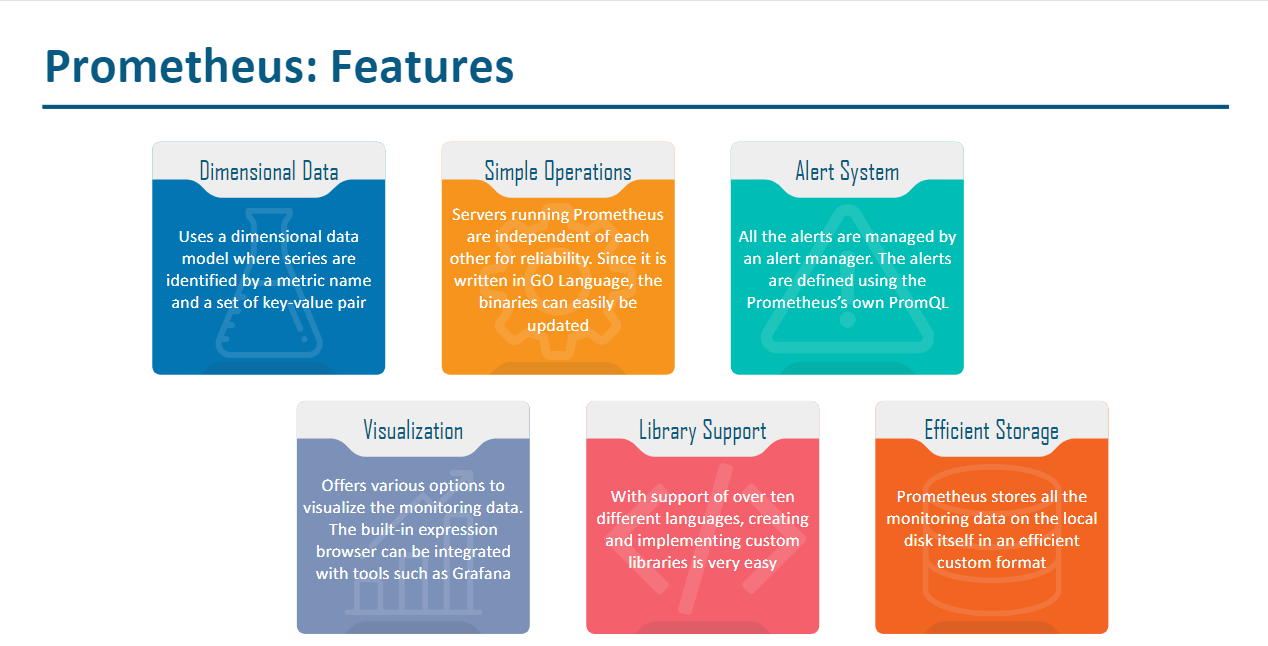 Prometheus: Features
Dimensional Data
Uses a dimensional data
model where series are
identified by a metric name
and a set of key-value pair
Simple Operations
Servers running Prometheus
are independent of each
other for reliability. Since it is
written in GO Language, the
binaries can easily be
updated
Alert System
All the alerts are managed by
an alert manager. The alerts
are defined using the
Prometheus’s own PromQL
Visualization
Offers various options to
visualize the monitoring data.
The built-in expression
browser can be integrated
with tools such as Grafana
Library Support
With support of over ten
different languages, creating
and implementing custom
libraries is very easy
Efficient Storage
Prometheus stores all the
monitoring data on the local
disk itself in an efficient
custom format